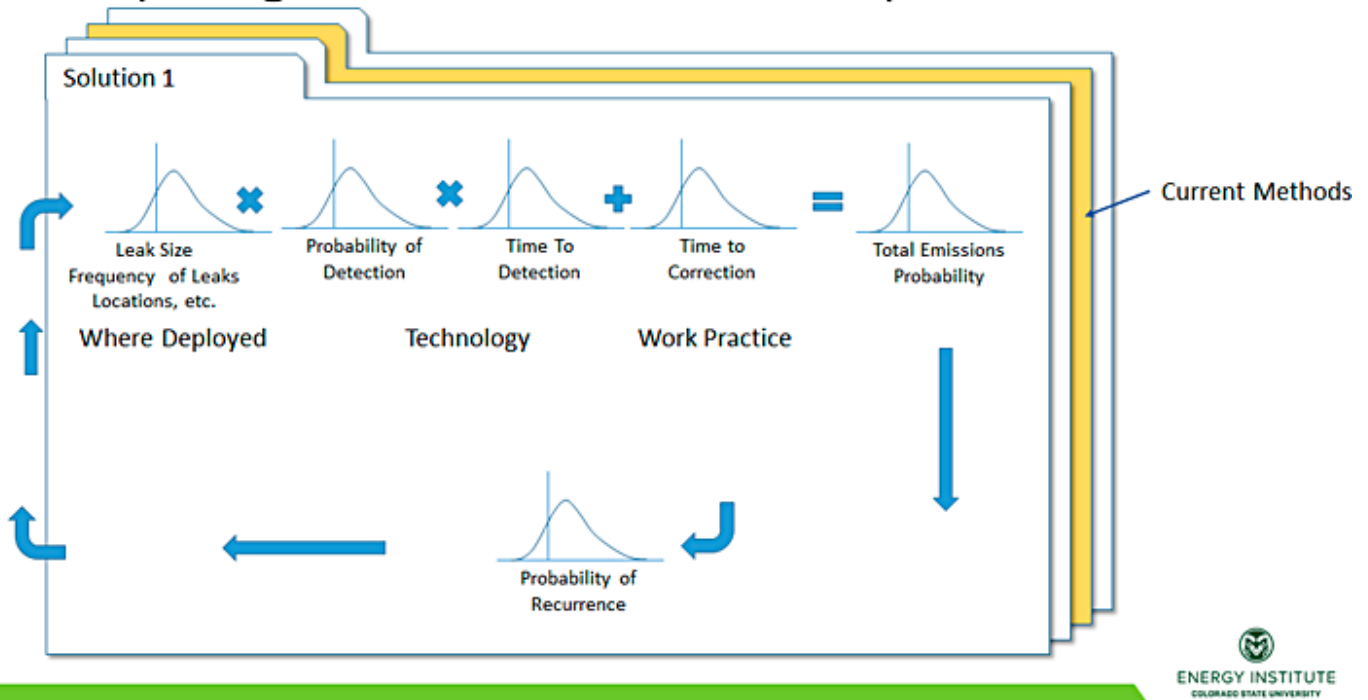 Solution 1
Current Methods
Leak Size
Frequency of Leaks
Locations, etc.
Probability of
Detection
Time To
Detection
Time to
Correction
Total Emissions
Probability
Where Deployed
Technology
Work Practice
Probability of
Recurrence
ENERGY INSTITUTE
COLORADO STATE UNIVERSITY